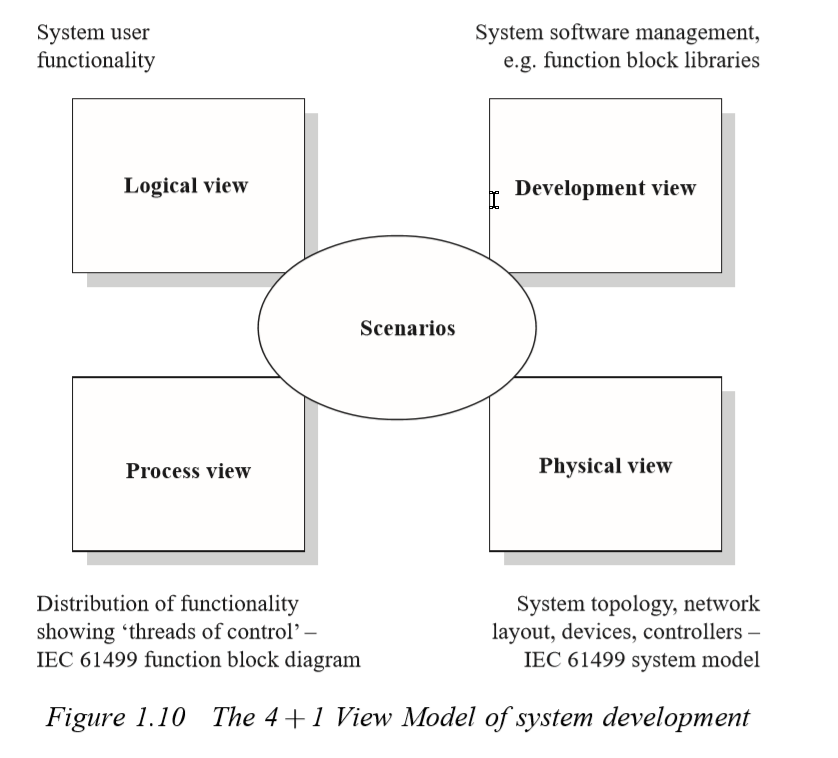 System user
functionality
System software management,
e.g. function block libraries
Logical view
Development view
Scenarios
Process view
Physical view
Distribution of functionality
showing ‘threads of control’ –
IEC 61499 function block diagram
System topology, network
layout, devices, controllers –
IEC 61499 system model
Figure 1.10 The 4 + 1 View Model of system development